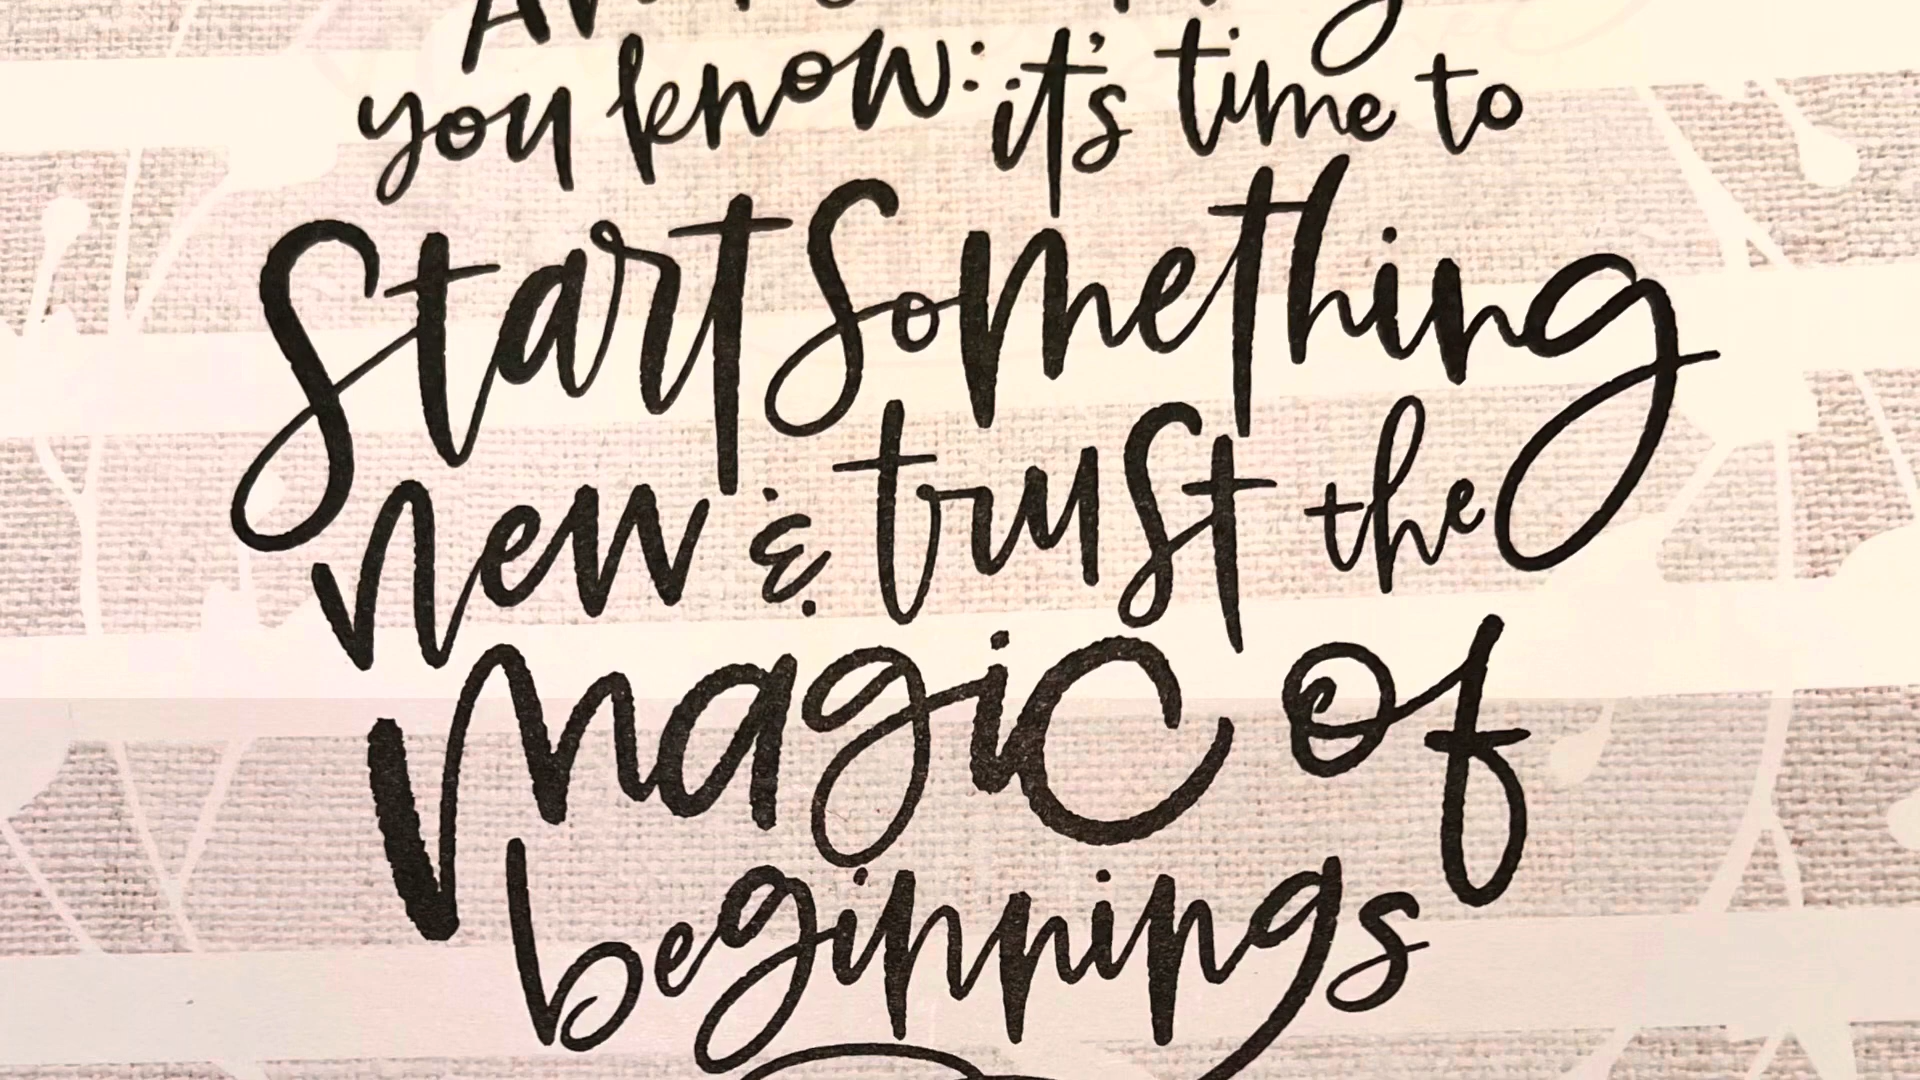 you know: it's time to
start something
new & trust the
magic of
beginnings